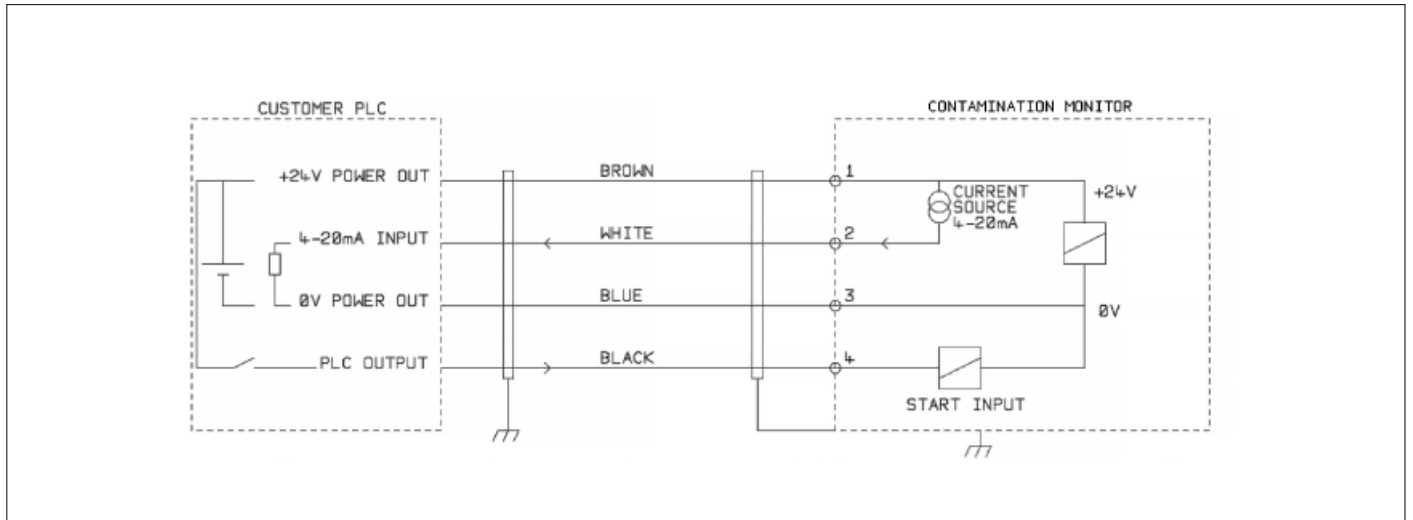 CUSTOMER PLC
CONTAMINATION MONITOR
+24V POWER OUT
BROWN
1
CURRENT
SOURCE
4-20mA
+24V
4-20mA INPUT
WHITE
2
0V POWER OUT
BLUE
3
0V
PLC OUTPUT
BLACK
4
START INPUT